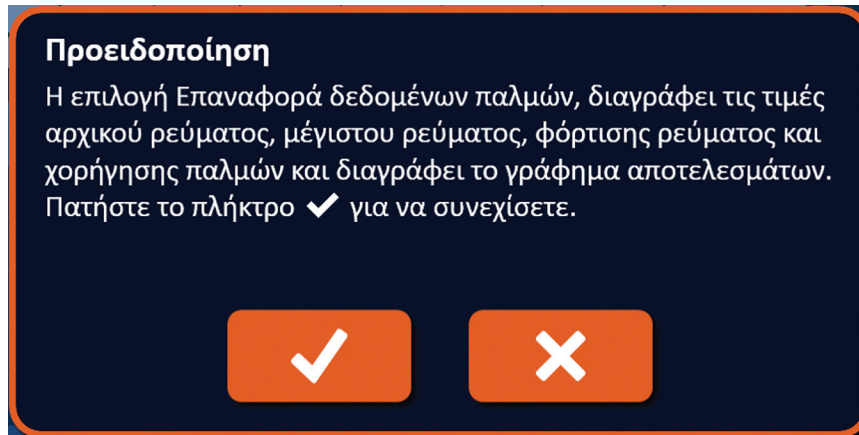 Προειδοποίηση
Η επιλογή Επαναφορά δεδομένων παλμών, διαγράφει τις τιμές
αρχικού ρεύματος, μέγιστου ρεύματος, φόρτισης ρεύματος και
χορήγησης παλμών και διαγράφει το γράφημα αποτελεσμάτων.
Πατήστε το πλήκτρο ✔ για να συνεχίσετε.